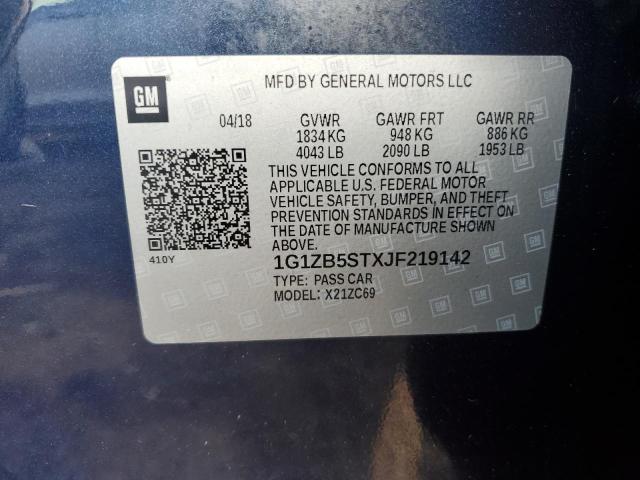 GM
MFD BY GENERAL MOTORS LLC
04/18 GVWR GAWR FRT GAWR RR
1834 KG 948 KG 886 KG
4043 LB 2090 LB 1953 LB
THIS VEHICLE CONFORMS TO ALL
APPLICABLE U.S. FEDERAL MOTOR
VEHICLE SAFETY, BUMPER, AND THEFT
PREVENTION STANDARDS IN EFFECT ON
THE DATE OF MANUFACTURE SHOWN
ABOVE.
410Y
1G1ZB5STXJF219142
TYPE: PASS CAR
MODEL: X21ZC69